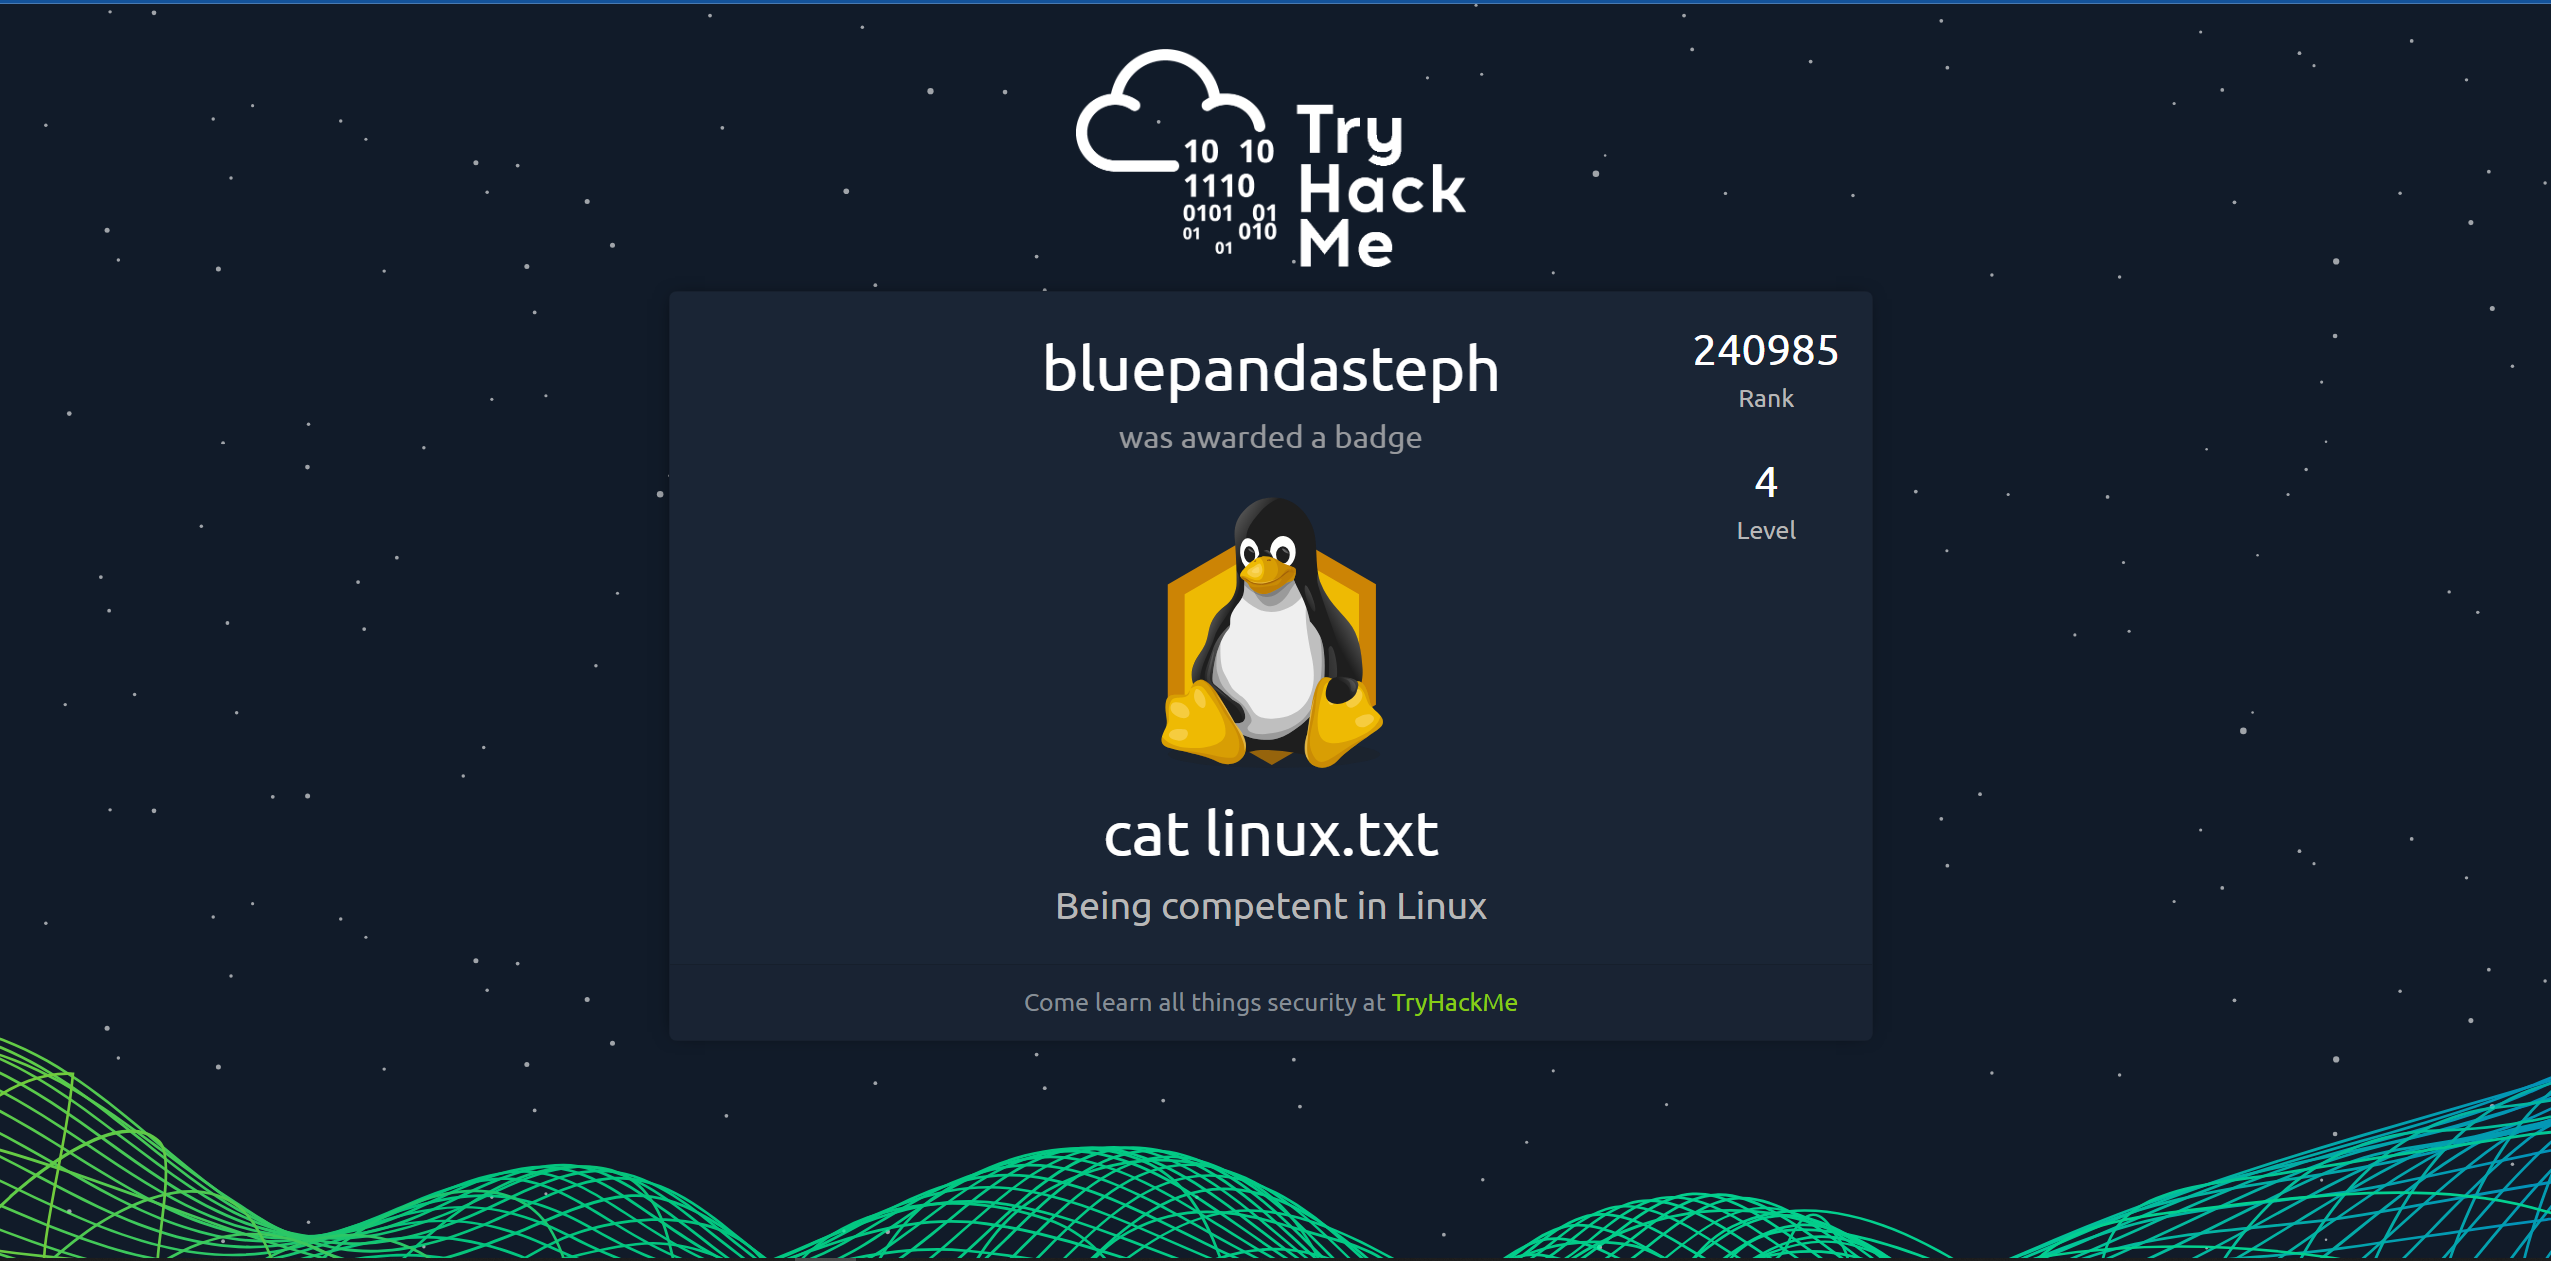 10 10
1110
0101 01
01 010
01
Try
Hack
Me
bluepandasteph
was awarded a badge
240985
Rank
4
Level
cat linux.txt
Being competent in Linux
Come learn all things security at TryHackMe